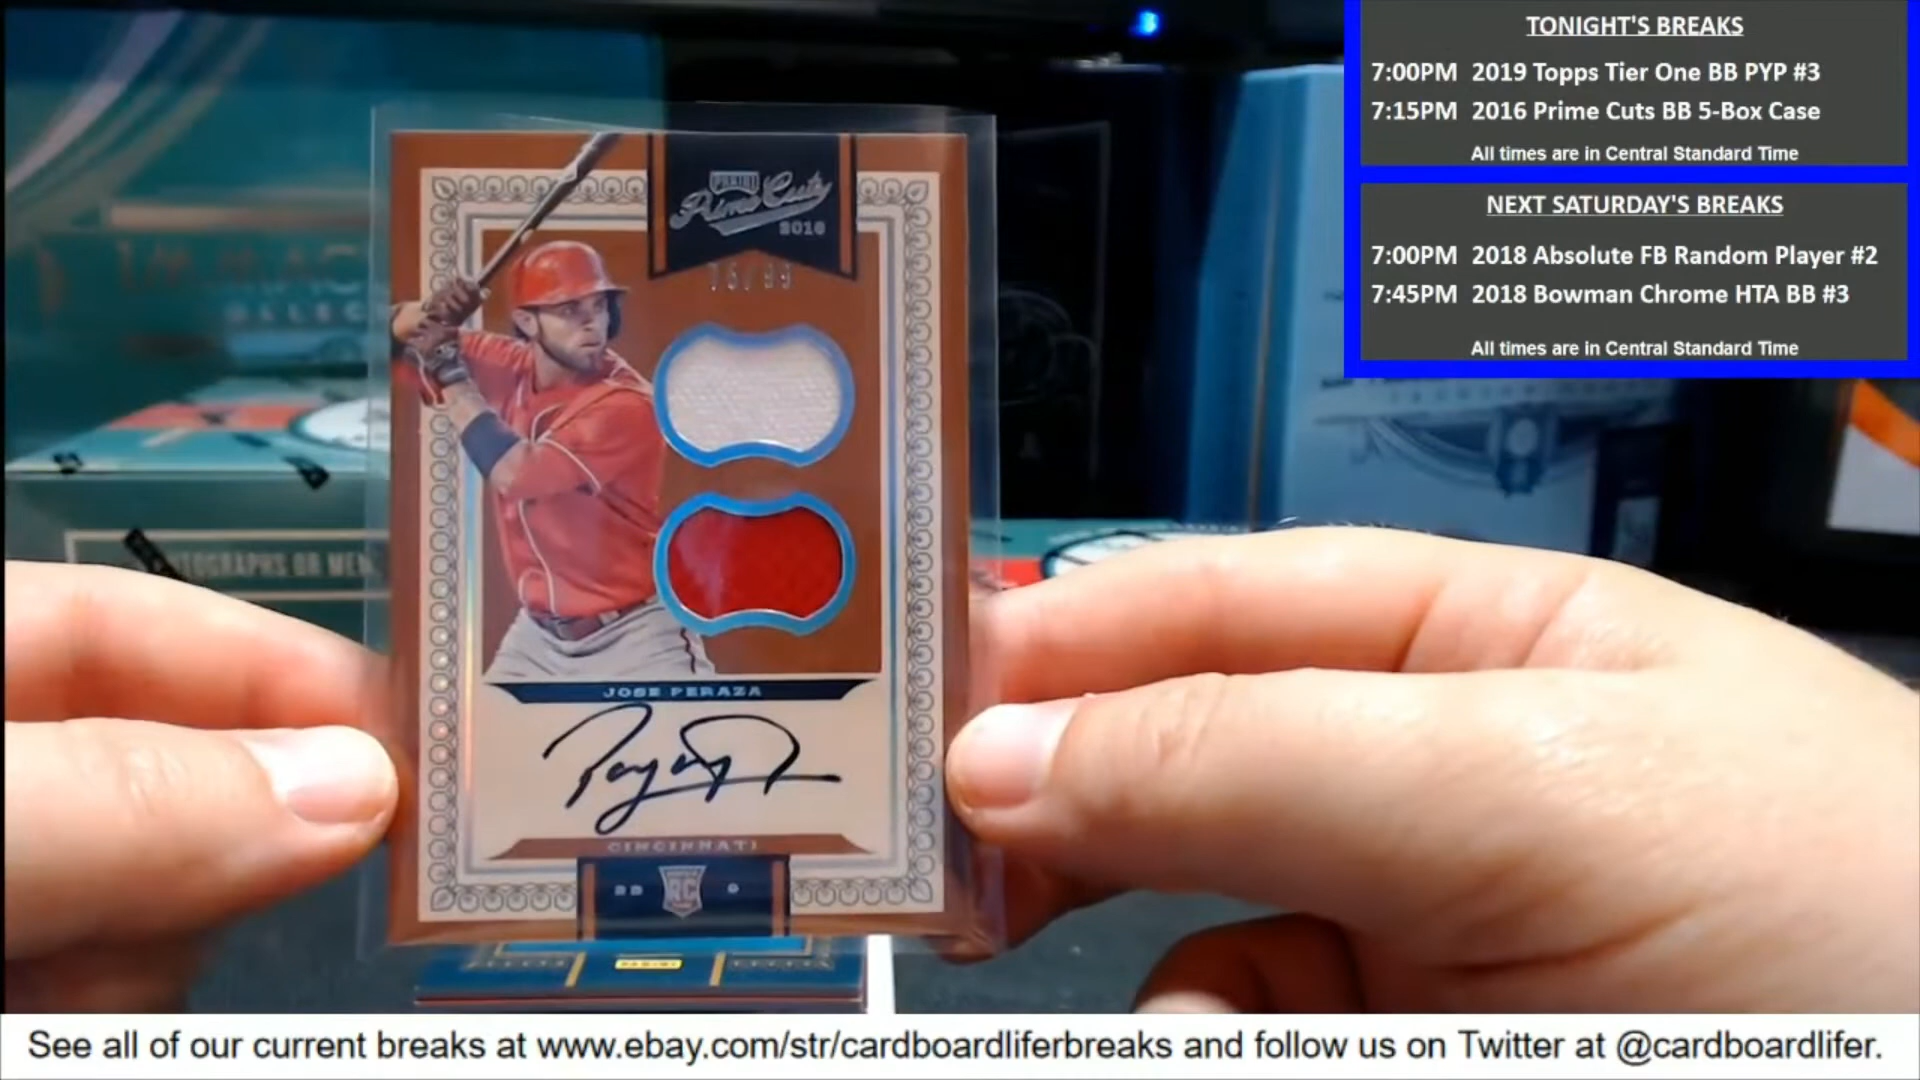 TONIGHT'S BREAKS
7:00PM 2019 Topps Tier One BB PYP #3
7:15PM 2016 Prime Cuts BB 5-Box Case
All times are in Central Standard Time
NEXT SATURDAY'S BREAKS
7:00PM 2018 Absolute FB Random Player #2
7:45PM 2018 Bowman Chrome HTA BB #3
All times are in Central Standard Time
PANINI
Prime Cuts
2016
75/99
JOSE PERAZA
CINCINNATI
RC
See all of our current breaks at www.ebay.com/str/cardboardliferbreaks and follow us on Twitter at @cardboardlifer.